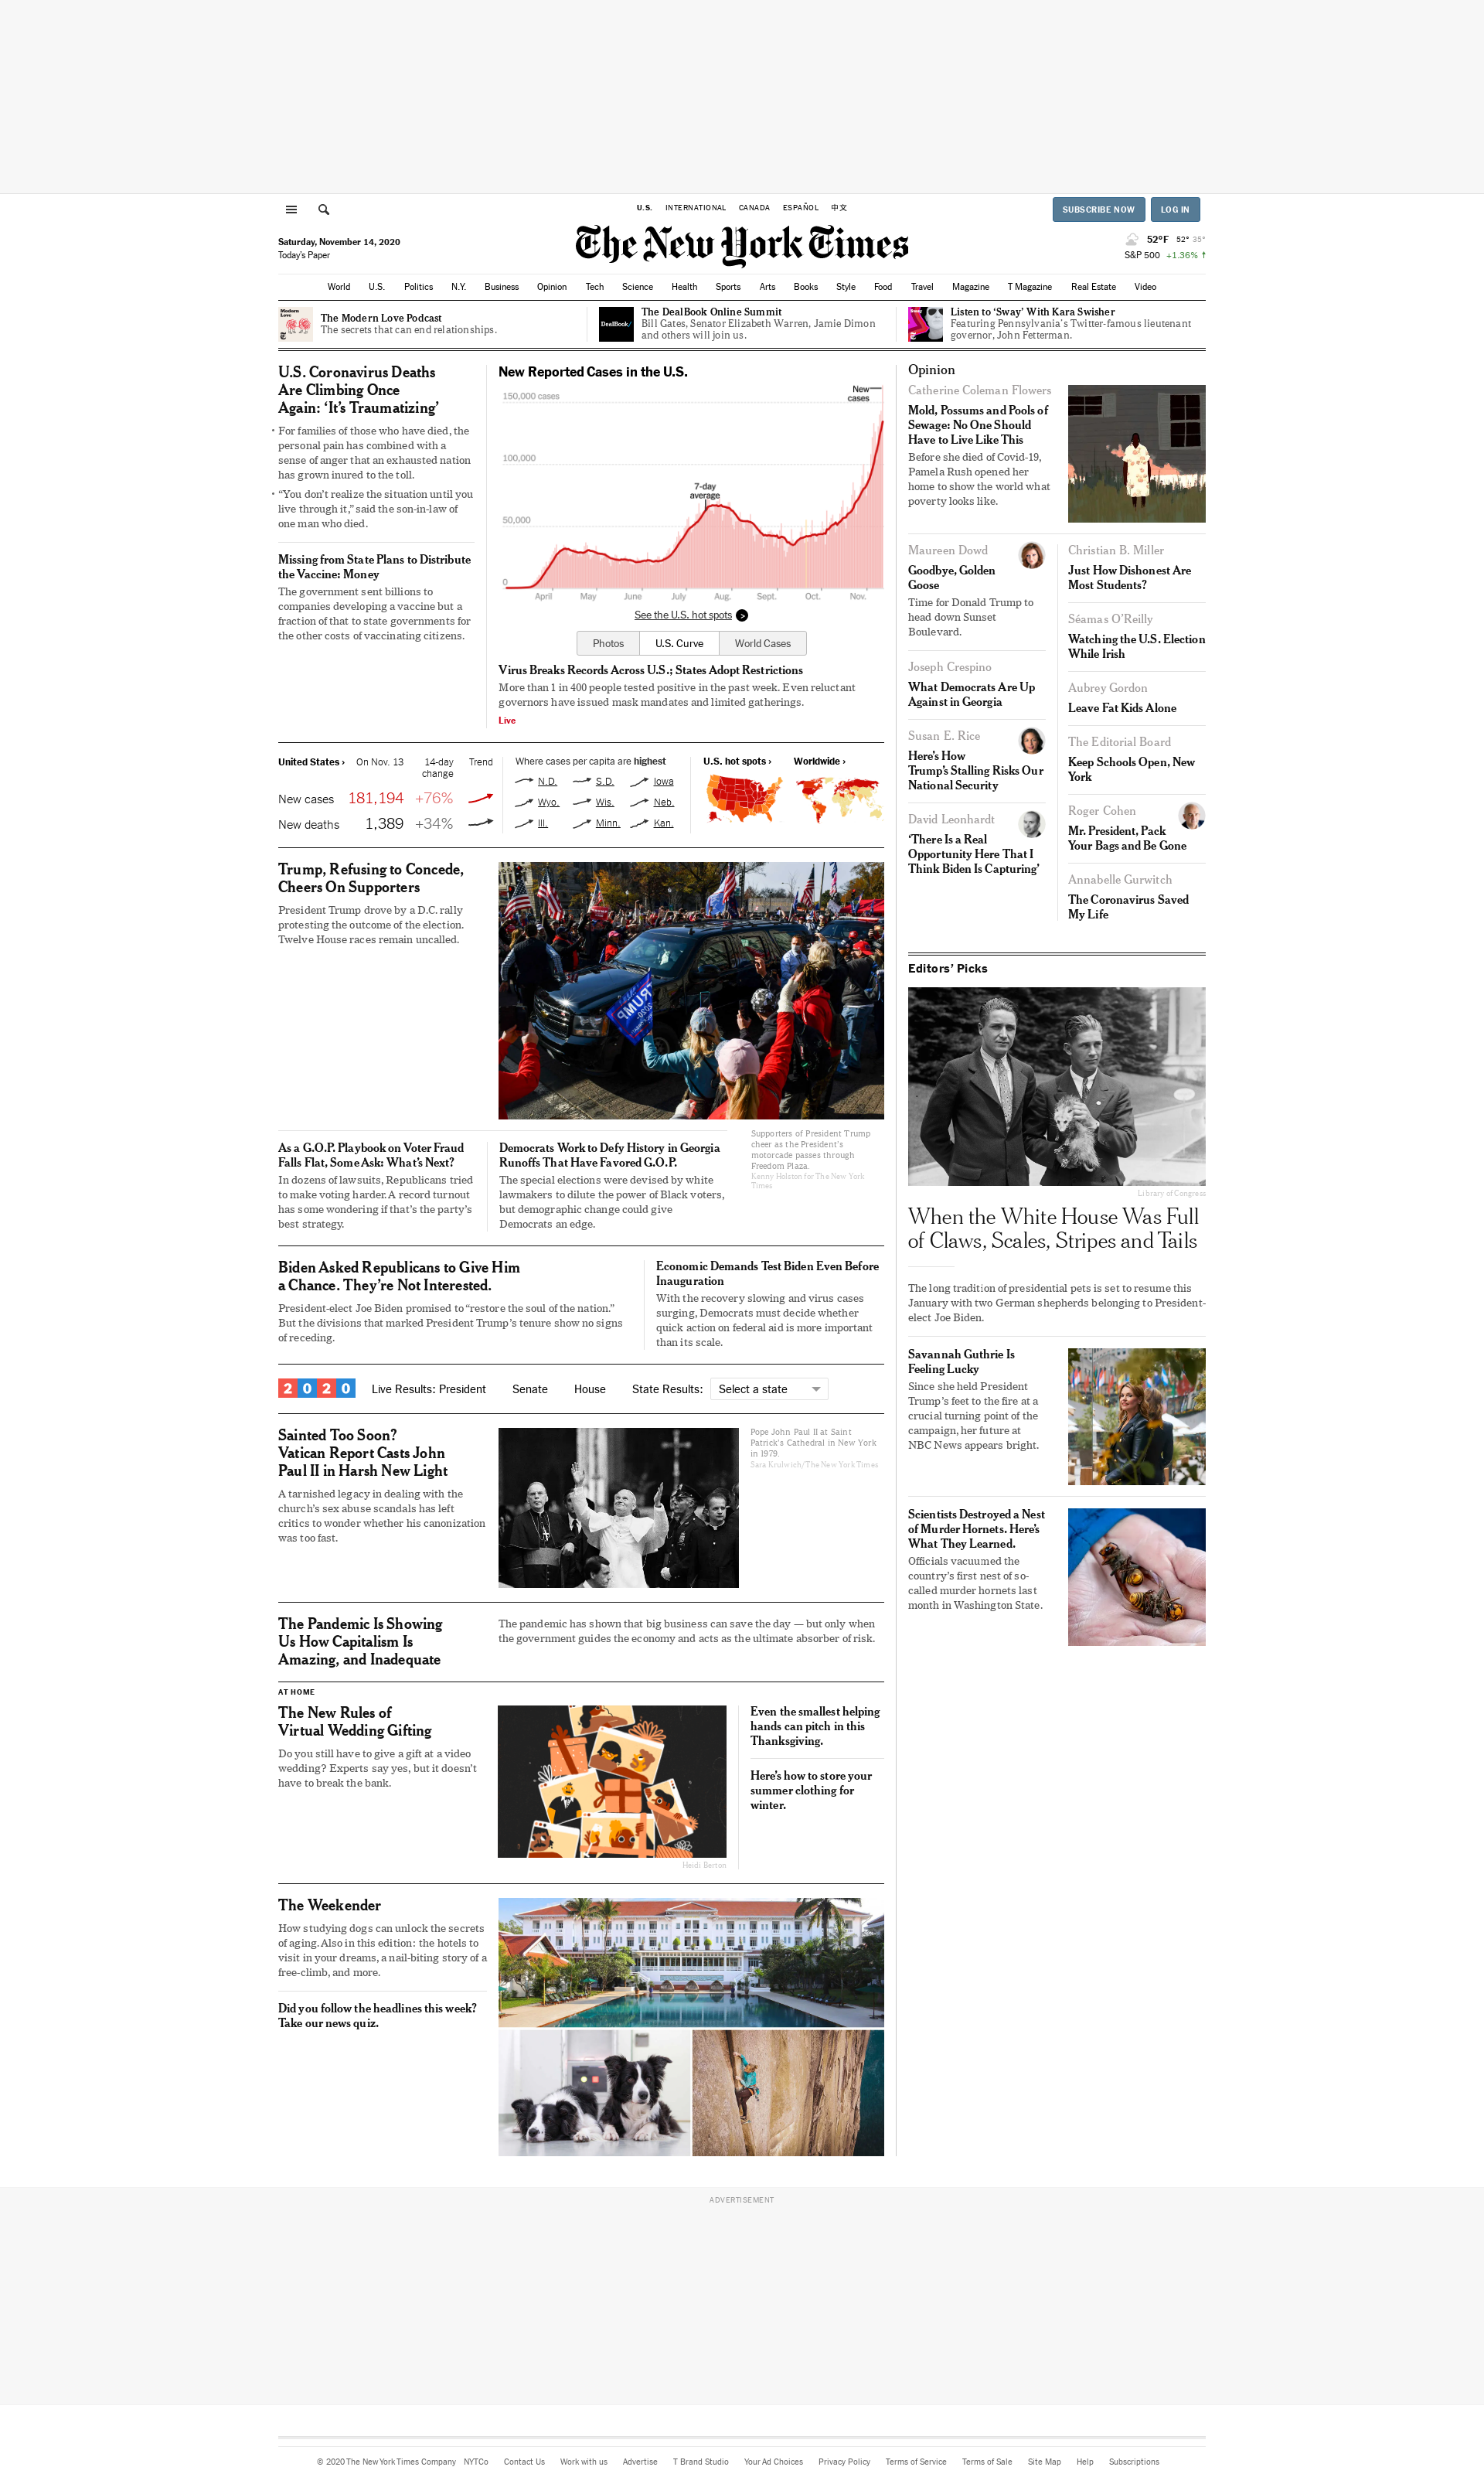 U.S.
INTERNATIONAL
CANADA
ESPAÑOL
中文
SUBSCRIBE NOW
LOG IN
Saturday, November 14, 2020
Today's Paper
The New York Times
52°F 52° 35°
S&P 500 +1.36% ↑
World U.S. Politics N.Y. Business Opinion Tech Science Health Sports Arts Books Style Food Travel Magazine T Magazine Real Estate Video
Modern Love
The Modern Love Podcast
The secrets that can end relationships.
DealBook/
The DealBook Online Summit
Bill Gates, Senator Elizabeth Warren, Jamie Dimon
and others will join us.
Sway
Listen to ‘Sway’ With Kara Swisher
Featuring Pennsylvania's Twitter-famous lieutenant
governor, John Fetterman.
U.S. Coronavirus Deaths
Are Climbing Once
Again: ‘It’s Traumatizing’
• For families of those who have died, the
personal pain has combined with a
sense of anger that an exhausted nation
has grown inured to the toll.
• “You don’t realize the situation until you
live through it,” said the son-in-law of
one man who died.
Missing from State Plans to Distribute
the Vaccine: Money
The government sent billions to
companies developing a vaccine but a
fraction of that to state governments for
the other costs of vaccinating citizens.
New Reported Cases in the U.S.
150,000 cases
New
cases
100,000
7-day
average
50,000
0
April May June July Aug. Sept. Oct. Nov.
See the U.S. hot spots >
Photos U.S. Curve World Cases
Virus Breaks Records Across U.S.; States Adopt Restrictions
More than 1 in 400 people tested positive in the past week. Even reluctant
governors have issued mask mandates and limited gatherings.
Live
United States › On Nov. 13 14-day
change Trend
New cases 181,194 +76%
New deaths 1,389 +34%
Where cases per capita are highest
N.D. S.D. Iowa
Wyo. Wis. Neb.
Ill. Minn. Kan.
U.S. hot spots › Worldwide ›
Trump, Refusing to Concede,
Cheers On Supporters
President Trump drove by a D.C. rally
protesting the outcome of the election.
Twelve House races remain uncalled.
TRUMP
Supporters of President Trump
cheer as the President's
motorcade passes through
Freedom Plaza.
Kenny Holston for The New York
Times
As a G.O.P. Playbook on Voter Fraud
Falls Flat, Some Ask: What’s Next?
In dozens of lawsuits, Republicans tried
to make voting harder. A record turnout
has some wondering if that’s the party’s
best strategy.
Democrats Work to Defy History in Georgia
Runoffs That Have Favored G.O.P.
The special elections were devised by white
lawmakers to dilute the power of Black voters,
but demographic change could give
Democrats an edge.
Biden Asked Republicans to Give Him
a Chance. They’re Not Interested.
President-elect Joe Biden promised to “restore the soul of the nation.”
But the divisions that marked President Trump’s tenure show no signs
of receding.
Economic Demands Test Biden Even Before
Inauguration
With the recovery slowing and virus cases
surging, Democrats must decide whether
quick action on federal aid is more important
than its scale.
2020 Live Results: President Senate House State Results: Select a state
Sainted Too Soon?
Vatican Report Casts John
Paul II in Harsh New Light
A tarnished legacy in dealing with the
church’s sex abuse scandals has left
critics to wonder whether his canonization
was too fast.
Pope John Paul II at Saint
Patrick's Cathedral in New York
in 1979.
Sara Krulwich/The New York Times
The Pandemic Is Showing
Us How Capitalism Is
Amazing, and Inadequate
The pandemic has shown that big business can save the day — but only when
the government guides the economy and acts as the ultimate absorber of risk.
AT HOME
The New Rules of
Virtual Wedding Gifting
Do you still have to give a gift at a video
wedding? Experts say yes, but it doesn’t
have to break the bank.
Heidi Berton
Even the smallest helping
hands can pitch in this
Thanksgiving.
Here’s how to store your
summer clothing for
winter.
The Weekender
How studying dogs can unlock the secrets
of aging. Also in this edition: the hotels to
visit in your dreams, a nail-biting story of a
free-climb, and more.
Did you follow the headlines this week?
Take our news quiz.
Opinion
Catherine Coleman Flowers
Mold, Possums and Pools of
Sewage: No One Should
Have to Live Like This
Before she died of Covid-19,
Pamela Rush opened her
home to show the world what
poverty looks like.
Maureen Dowd
Goodbye, Golden
Goose
Time for Donald Trump to
head down Sunset
Boulevard.
Joseph Crespino
What Democrats Are Up
Against in Georgia
Susan E. Rice
Here’s How
Trump’s Stalling Risks Our
National Security
David Leonhardt
‘There Is a Real
Opportunity Here That I
Think Biden Is Capturing’
Christian B. Miller
Just How Dishonest Are
Most Students?
Séamas O’Reilly
Watching the U.S. Election
While Irish
Aubrey Gordon
Leave Fat Kids Alone
The Editorial Board
Keep Schools Open, New
York
Roger Cohen
Mr. President, Pack
Your Bags and Be Gone
Annabelle Gurwitch
The Coronavirus Saved
My Life
Editors’ Picks
Library of Congress
When the White House Was Full
of Claws, Scales, Stripes and Tails
The long tradition of presidential pets is set to resume this
January with two German shepherds belonging to President-
elect Joe Biden.
Savannah Guthrie Is
Feeling Lucky
Since she held President
Trump’s feet to the fire at a
crucial turning point of the
campaign, her future at
NBC News appears bright.
Scientists Destroyed a Nest
of Murder Hornets. Here’s
What They Learned.
Officials vacuumed the
country’s first nest of so-
called murder hornets last
month in Washington State.
ADVERTISEMENT
© 2020 The New York Times Company NYTCo Contact Us Work with us Advertise T Brand Studio Your Ad Choices Privacy Policy Terms of Service Terms of Sale Site Map Help Subscriptions